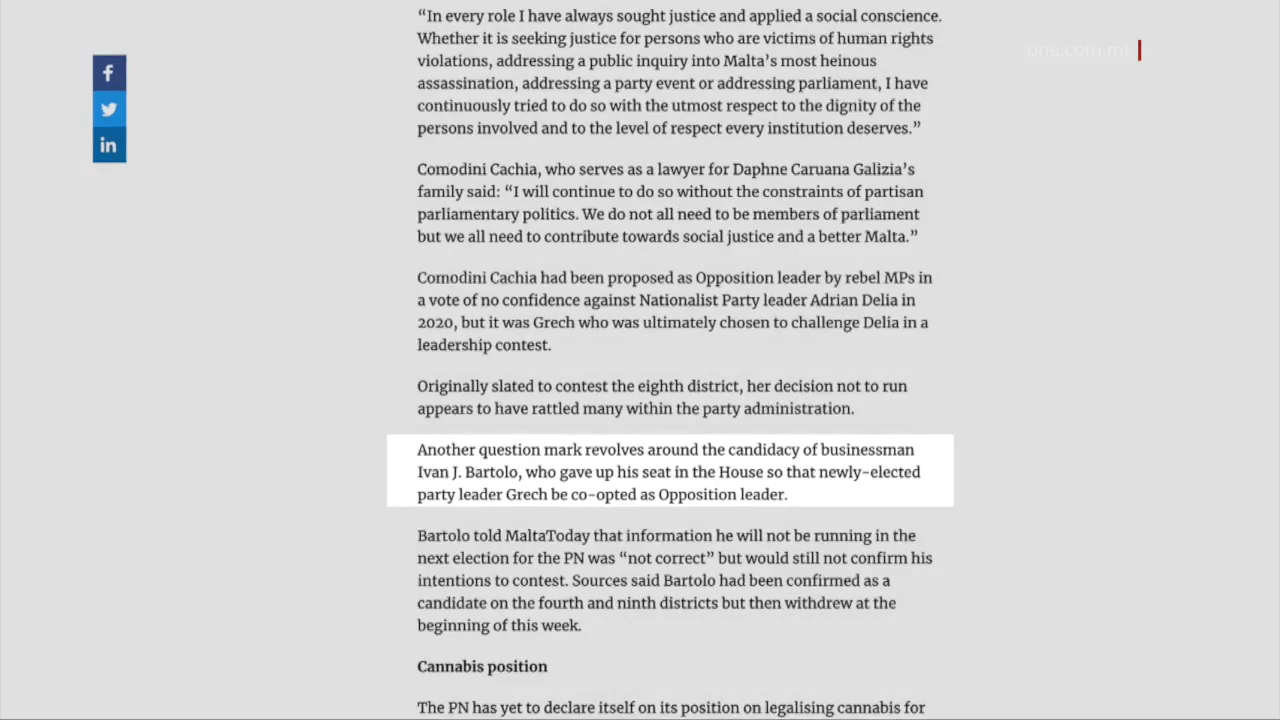 “In every role I have always sought justice and applied a social conscience.
Whether it is seeking justice for persons who are victims of human rights
violations, addressing a public inquiry into Malta’s most heinous
assassination, addressing a party event or addressing parliament, I have
continuously tried to do so with the utmost respect to the dignity of the
persons involved and to the level of respect every institution deserves.”
one.com.mt
f
in
Comodini Cachia, who serves as a lawyer for Daphne Caruana Galizia’s
family said: “I will continue to do so without the constraints of partisan
parliamentary politics. We do not all need to be members of parliament
but we all need to contribute towards social justice and a better Malta.”
Comodini Cachia had been proposed as Opposition leader by rebel MPs in
a vote of no confidence against Nationalist Party leader Adrian Delia in
2020, but it was Grech who was ultimately chosen to challenge Delia in a
leadership contest.
Originally slated to contest the eighth district, her decision not to run
appears to have rattled many within the party administration.
Another question mark revolves around the candidacy of businessman
Ivan J. Bartolo, who gave up his seat in the House so that newly-elected
party leader Grech be co-opted as Opposition leader.
Bartolo told MaltaToday that information he will not be running in the
next election for the PN was “not correct” but would still not confirm his
intentions to contest. Sources said Bartolo had been confirmed as a
candidate on the fourth and ninth districts but then withdrew at the
beginning of this week.
Cannabis position
The PN has yet to declare itself on its position on legalising cannabis for